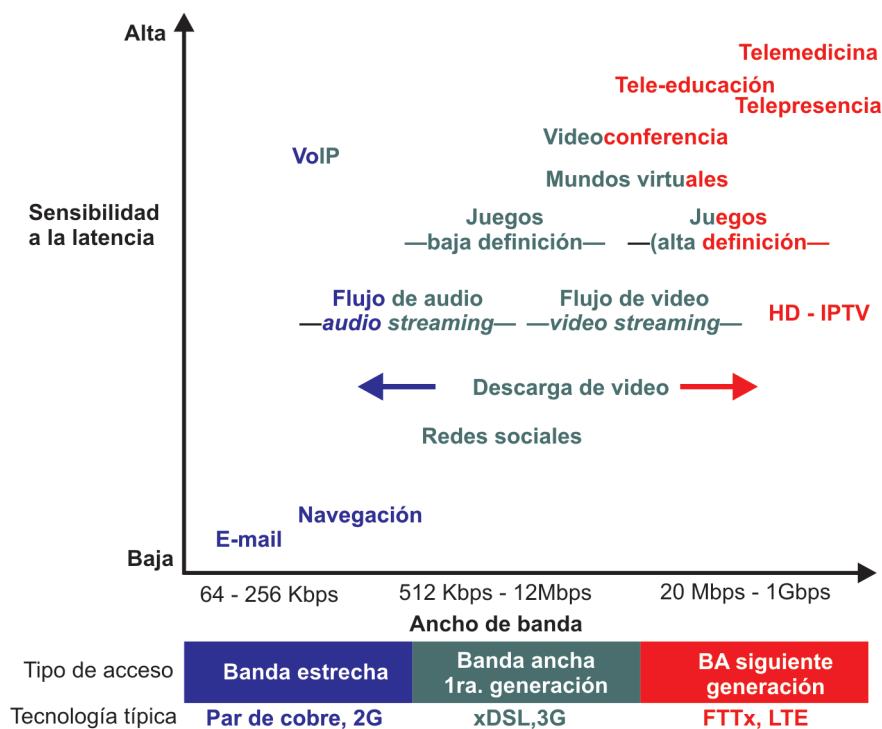 Alta
Telemedicina
Tele-educación
Telepresencia
Videoconferencia
VoIP
Mundos virtuales
Sensibilidad
a la latencia
Juegos
—baja definición—
Juegos
—(alta definición—
Flujo de audio
—audio streaming—
Flujo de video
—video streaming—
HD - IPTV
Descarga de video
Redes sociales
Navegación
E-mail
Baja
64 - 256 Kbps
512 Kbps - 12Mbps
20 Mbps - 1Gbps
Ancho de banda
Tipo de acceso
Banda estrecha
Banda ancha
1ra. generación
BA siguiente
generación
Tecnología típica
Par de cobre, 2G
xDSL,3G
FTTx, LTE